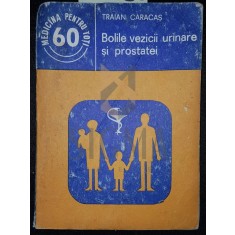 MEDICINA PENTRU TOȚI
60
TRAIAN CARACAȘ
Bolile vezicii urinare
și prostatei